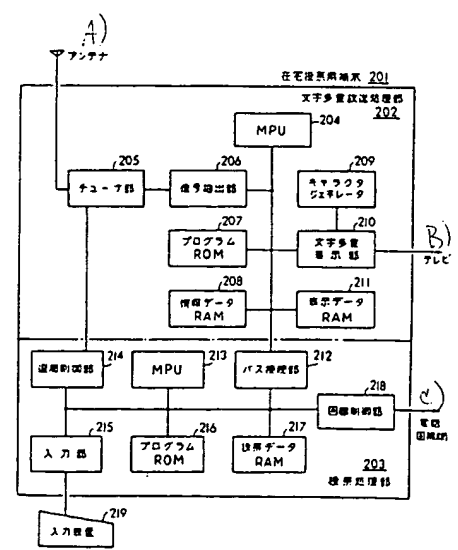 A)
アンテナ
在宅投票用端末 201
文字多重放送処理部
202
204
MPU
205
チューナ部
206
信号抽出部
209
キャラクタ
ジェネレータ
207
プログラム
ROM
210
文字多重
表示部
B)
テレビ
208
情報データ
RAM
211
表示データ
RAM
214
選局制御部
213
MPU
212
バス接続部
218
回線制御部
C)
電話
回線網
215
入力部
216
プログラム
ROM
217
投票データ
RAM
203
投票処理部
219
入力装置